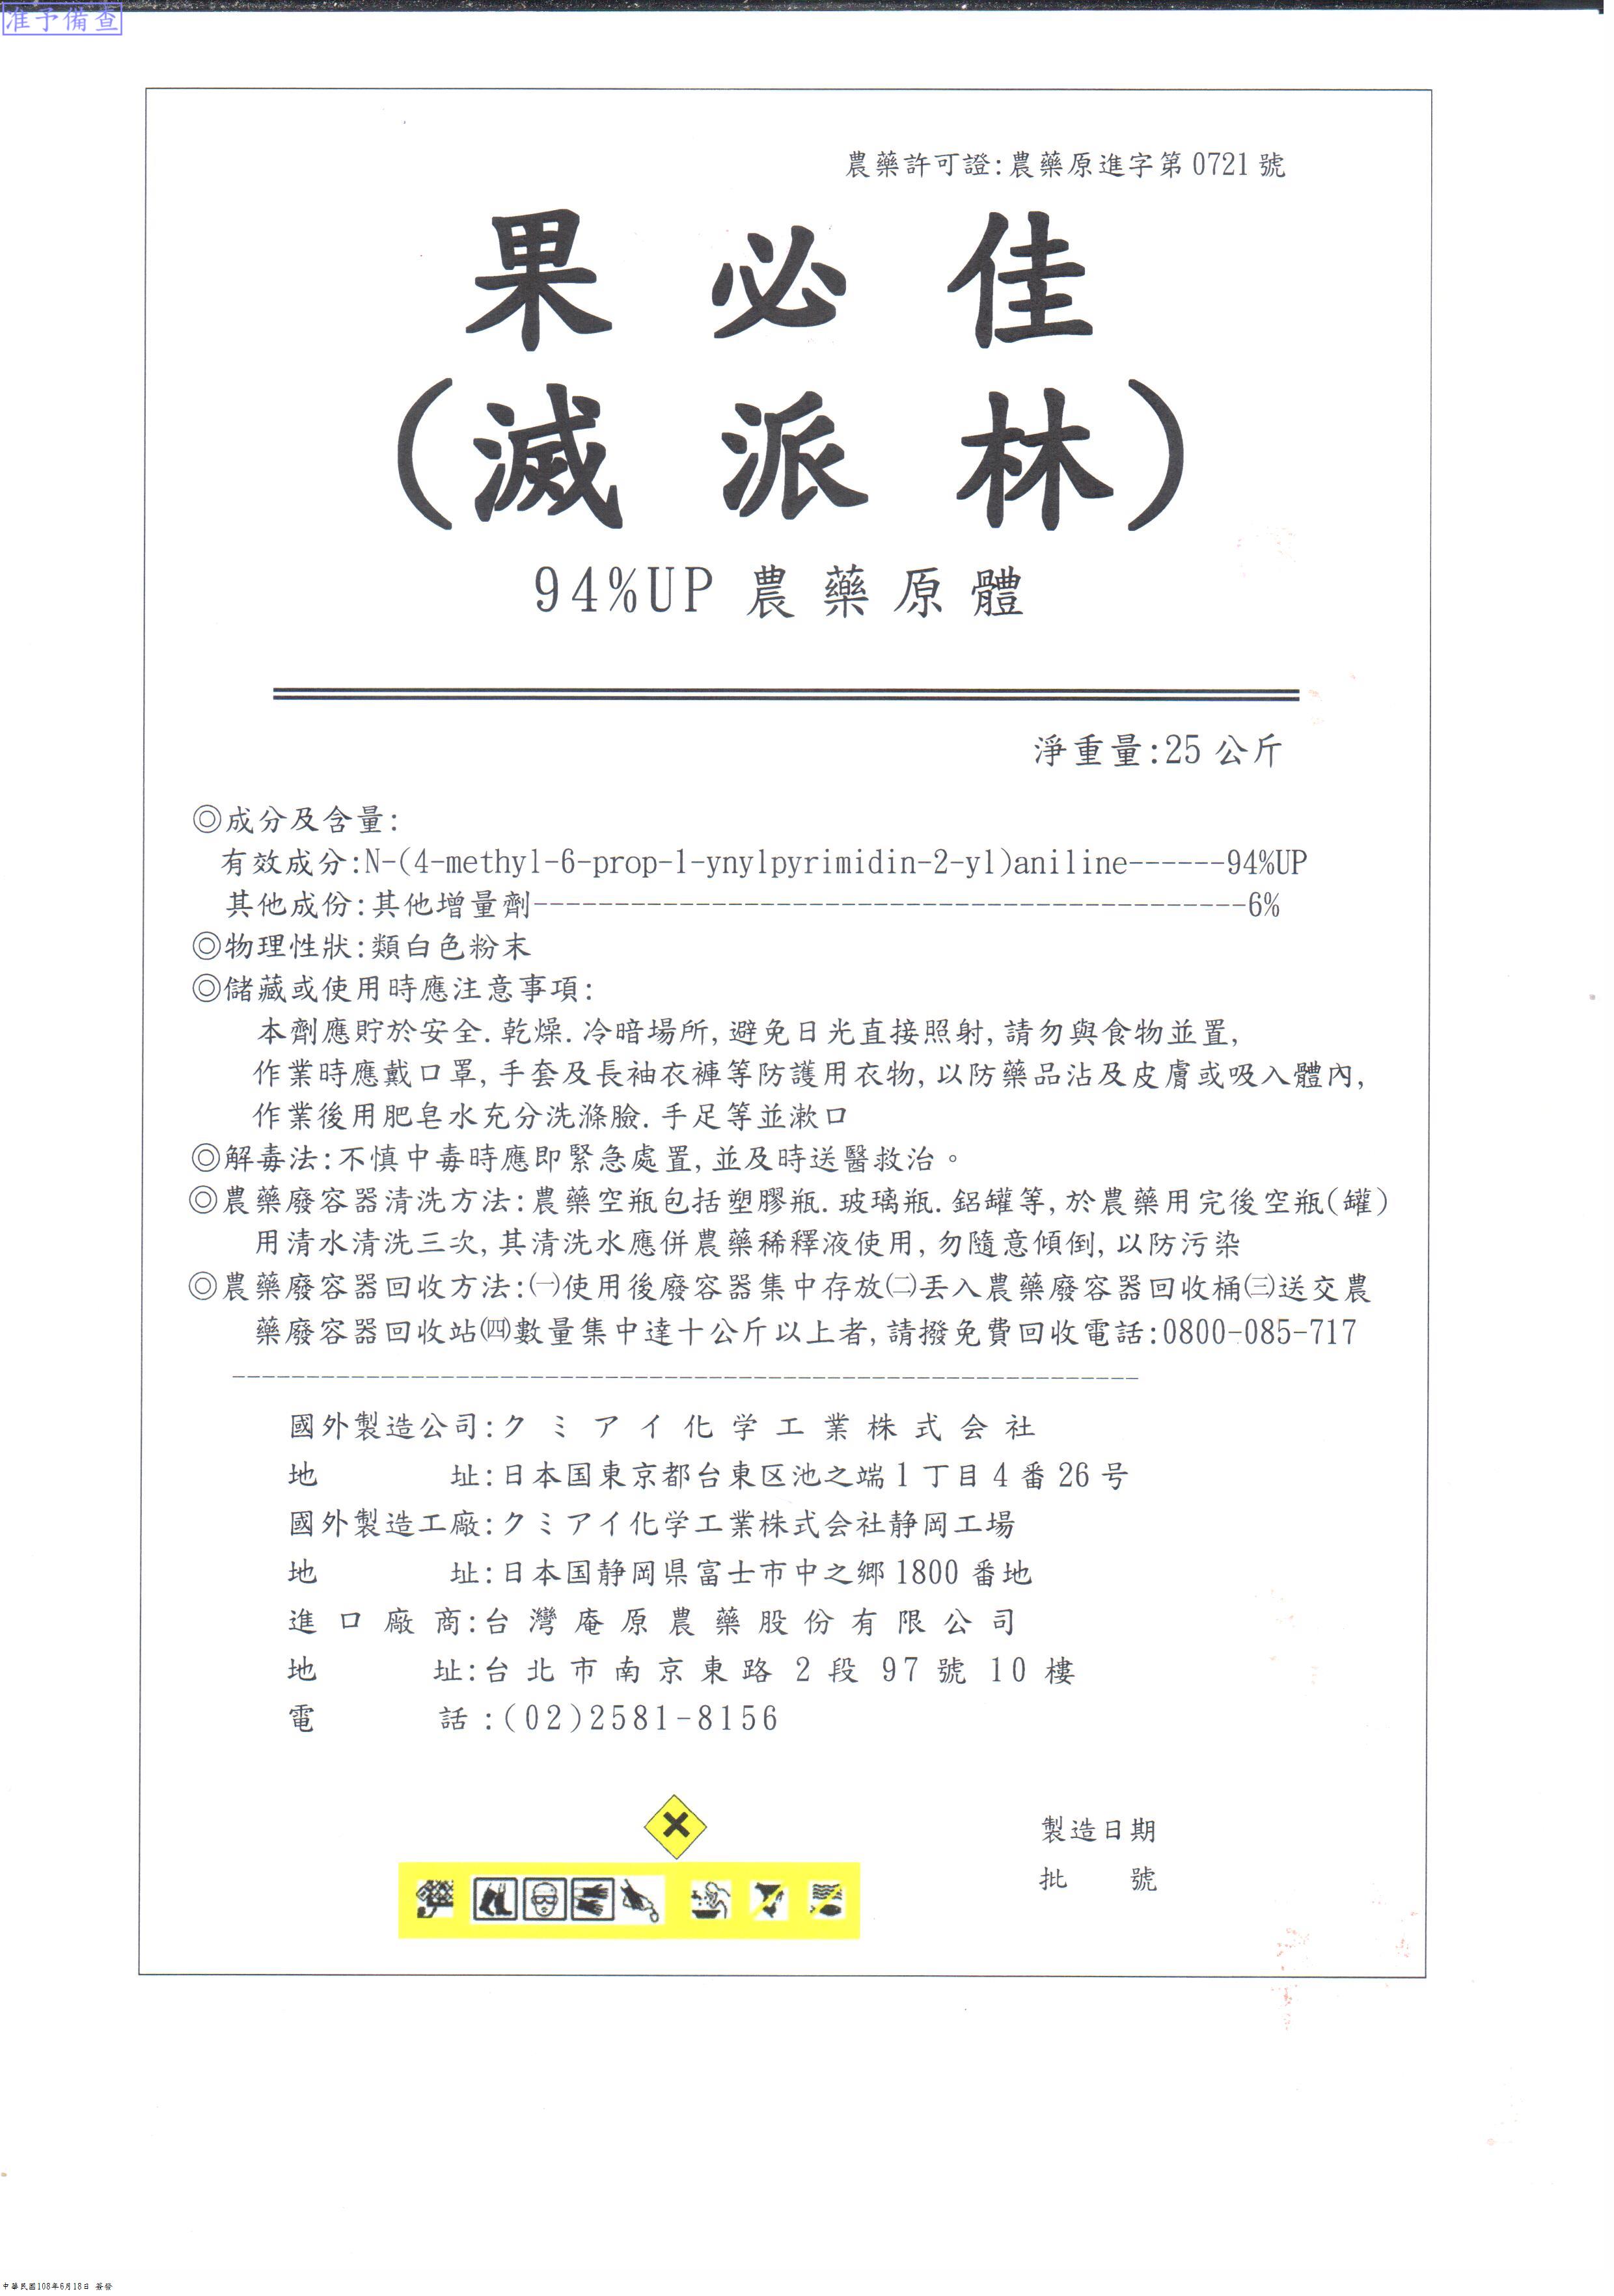 准予備查
農藥許可證:農藥原進字第0721號
果必佳
(滅派林)
94%UP 農藥原體
淨重量:25公斤
◎成分及含量:
有效成分:N-(4-methyl-6-prop-1-ynylpyrimidin-2-yl)aniline------94%UP
其他成份:其他增量劑--------------------------------------------6%
◎物理性狀:類白色粉末
◎儲藏或使用時應注意事項:
本劑應貯於安全.乾燥.冷暗場所,避免日光直接照射,請勿與食物並置,
作業時應戴口罩,手套及長袖衣褲等防護用衣物,以防藥品沾及皮膚或吸入體內,
作業後用肥皂水充分洗滌臉.手足等並漱口
◎解毒法:不慎中毒時應即緊急處置,並及時送醫救治。
◎農藥廢容器清洗方法:農藥空瓶包括塑膠瓶.玻璃瓶.鋁罐等,於農藥用完後空瓶(罐)
用清水清洗三次,其清洗水應併農藥稀釋液使用,勿隨意傾倒,以防污染
◎農藥廢容器回收方法:㈠使用後廢容器集中存放㈡丟入農藥廢容器回收桶㈢送交農
藥廢容器回收站㈣數量集中達十公斤以上者,請撥免費回收電話:0800-085-717
國外製造公司:クミアイ化学工業株式会社
地 址:日本国東京都台東区池之端1丁目4番26号
國外製造工廠:クミアイ化学工業株式会社静岡工場
地 址:日本国静岡県富士市中之郷1800番地
進口廠商:台灣庵原農藥股份有限公司
地 址:台北市南京東路2段97號10樓
電 話:(02)2581-8156
製造日期
批 號
中華民國108年6月18日 簽發